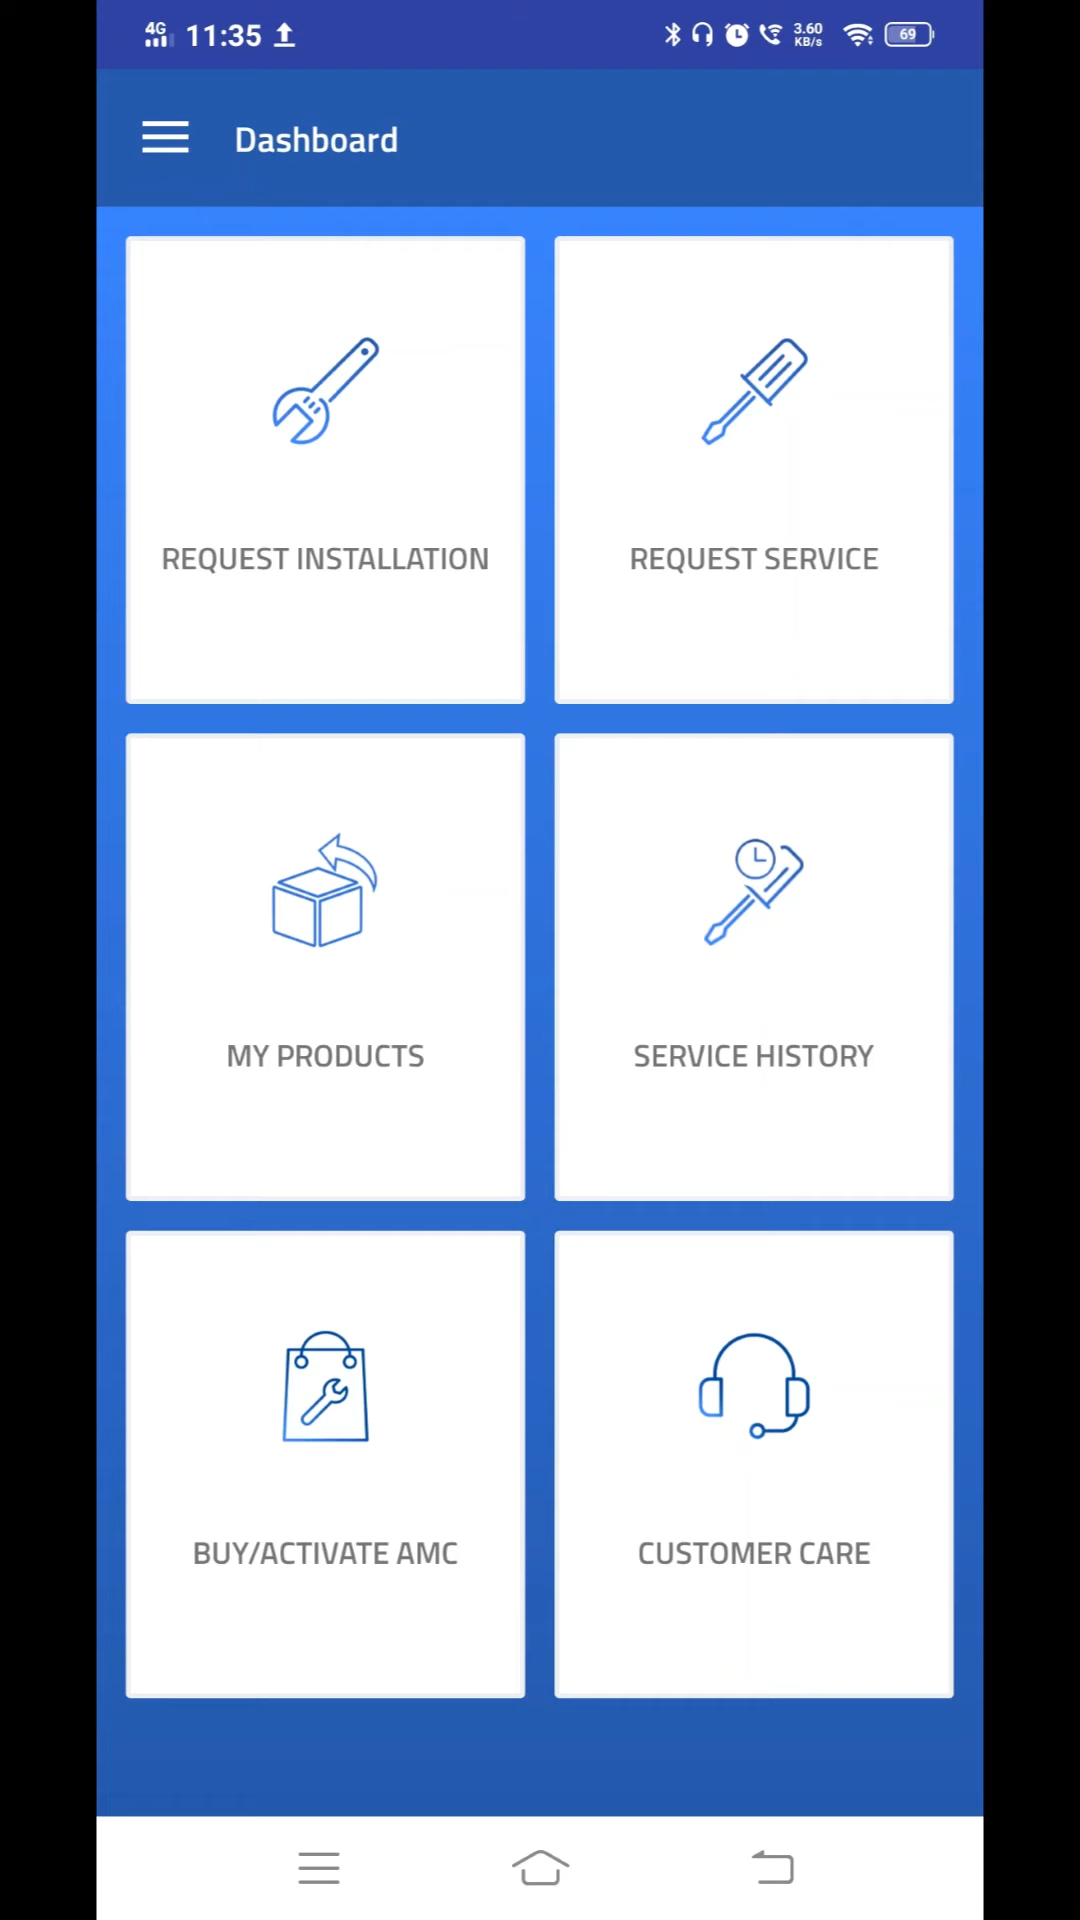 4G 11:35 3.60 KB/s 69
Dashboard
REQUEST INSTALLATION
REQUEST SERVICE
MY PRODUCTS
SERVICE HISTORY
BUY/ACTIVATE AMC
CUSTOMER CARE